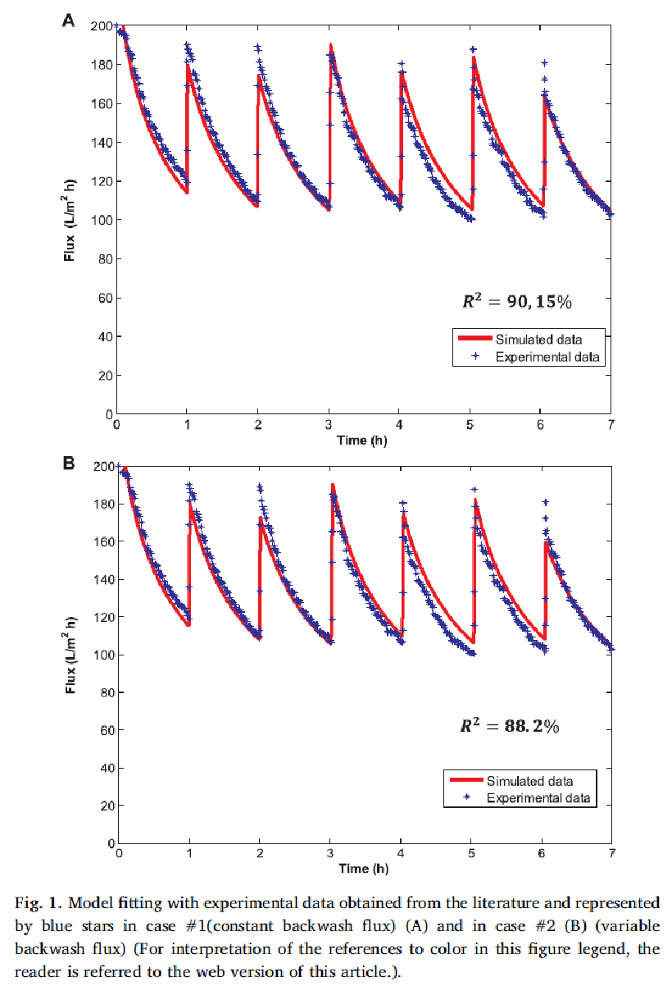 A
200
180
160
140
120
100
80
60
40
20
0
Flux (L/m² h)
R² = 90,15%
Simulated data
Experimental data
0 1 2 3 4 5 6 7
Time (h)
B
200
180
160
140
120
100
80
60
40
20
0
Flux (L/m² h)
R² = 88.2%
Simulated data
Experimental data
0 1 2 3 4 5 6 7
Time (h)
Fig. 1. Model fitting with experimental data obtained from the literature and represented
by blue stars in case #1(constant backwash flux) (A) and in case #2 (B) (variable
backwash flux) (For interpretation of the references to color in this figure legend, the
reader is referred to the web version of this article.).